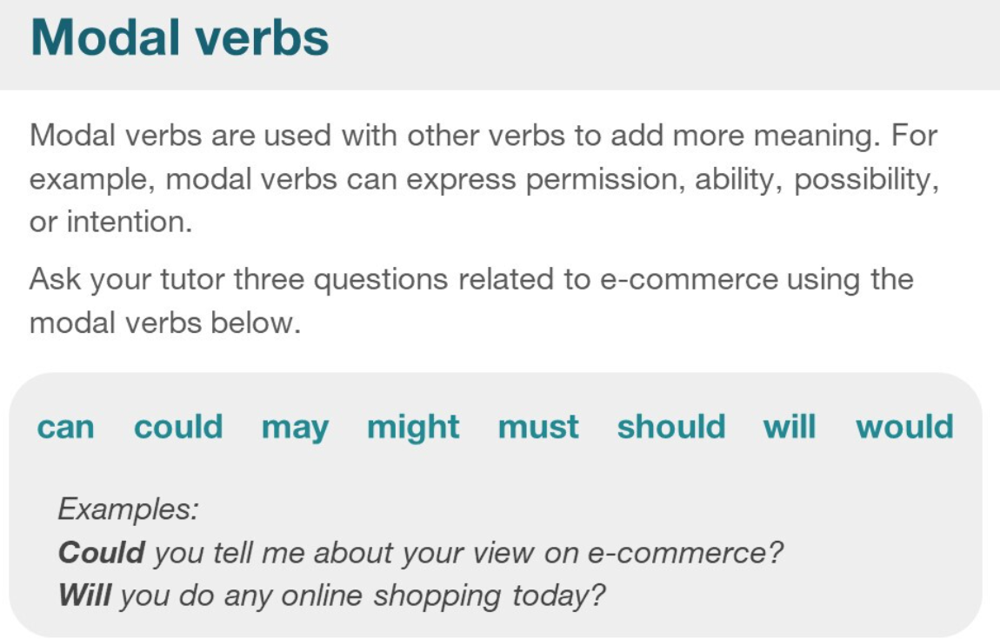 Modal verbs
Modal verbs are used with other verbs to add more meaning. For
example, modal verbs can express permission, ability, possibility,
or intention.
Ask your tutor three questions related to e-commerce using the
modal verbs below.
can could may might must should will would
Examples:
Could you tell me about your view on e-commerce?
Will you do any online shopping today?